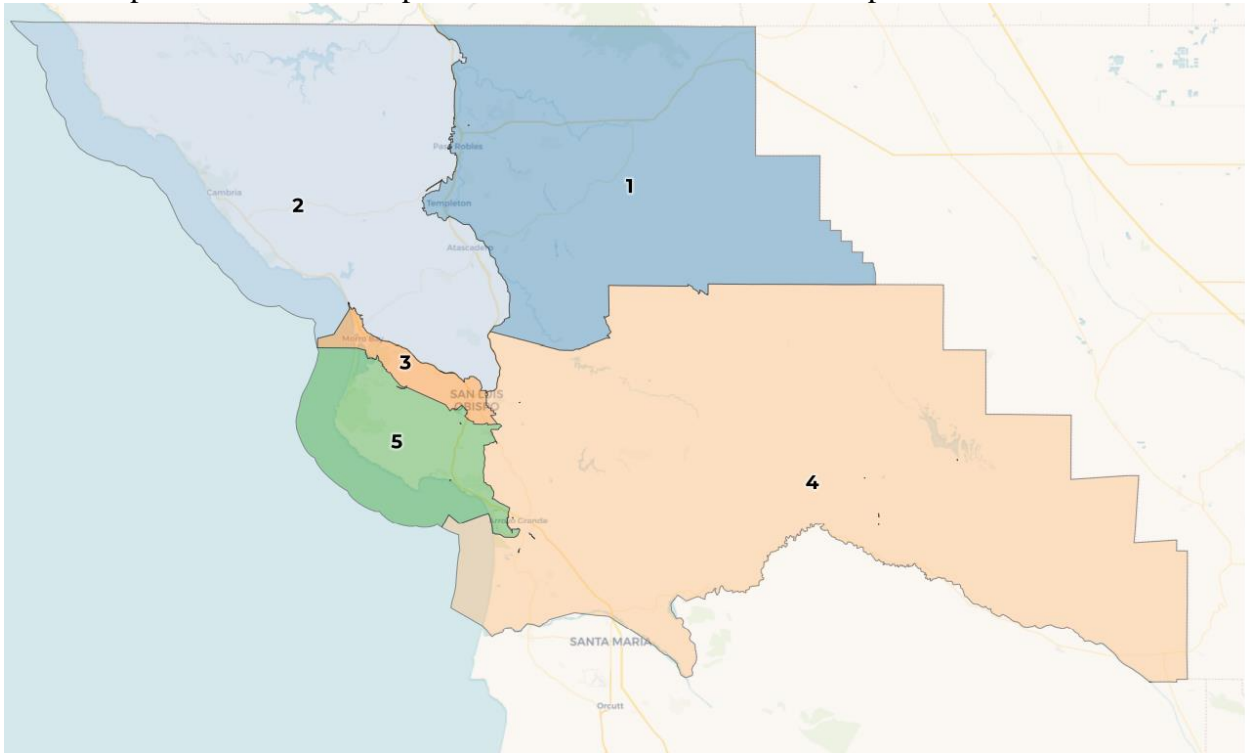 1
Paso Robles
2
Cambria
Templeton
Atascadero
Morro Bay
3
SAN LUIS
OBISPO
5
4
Arroyo Grande
SANTA MARIA
Orcutt